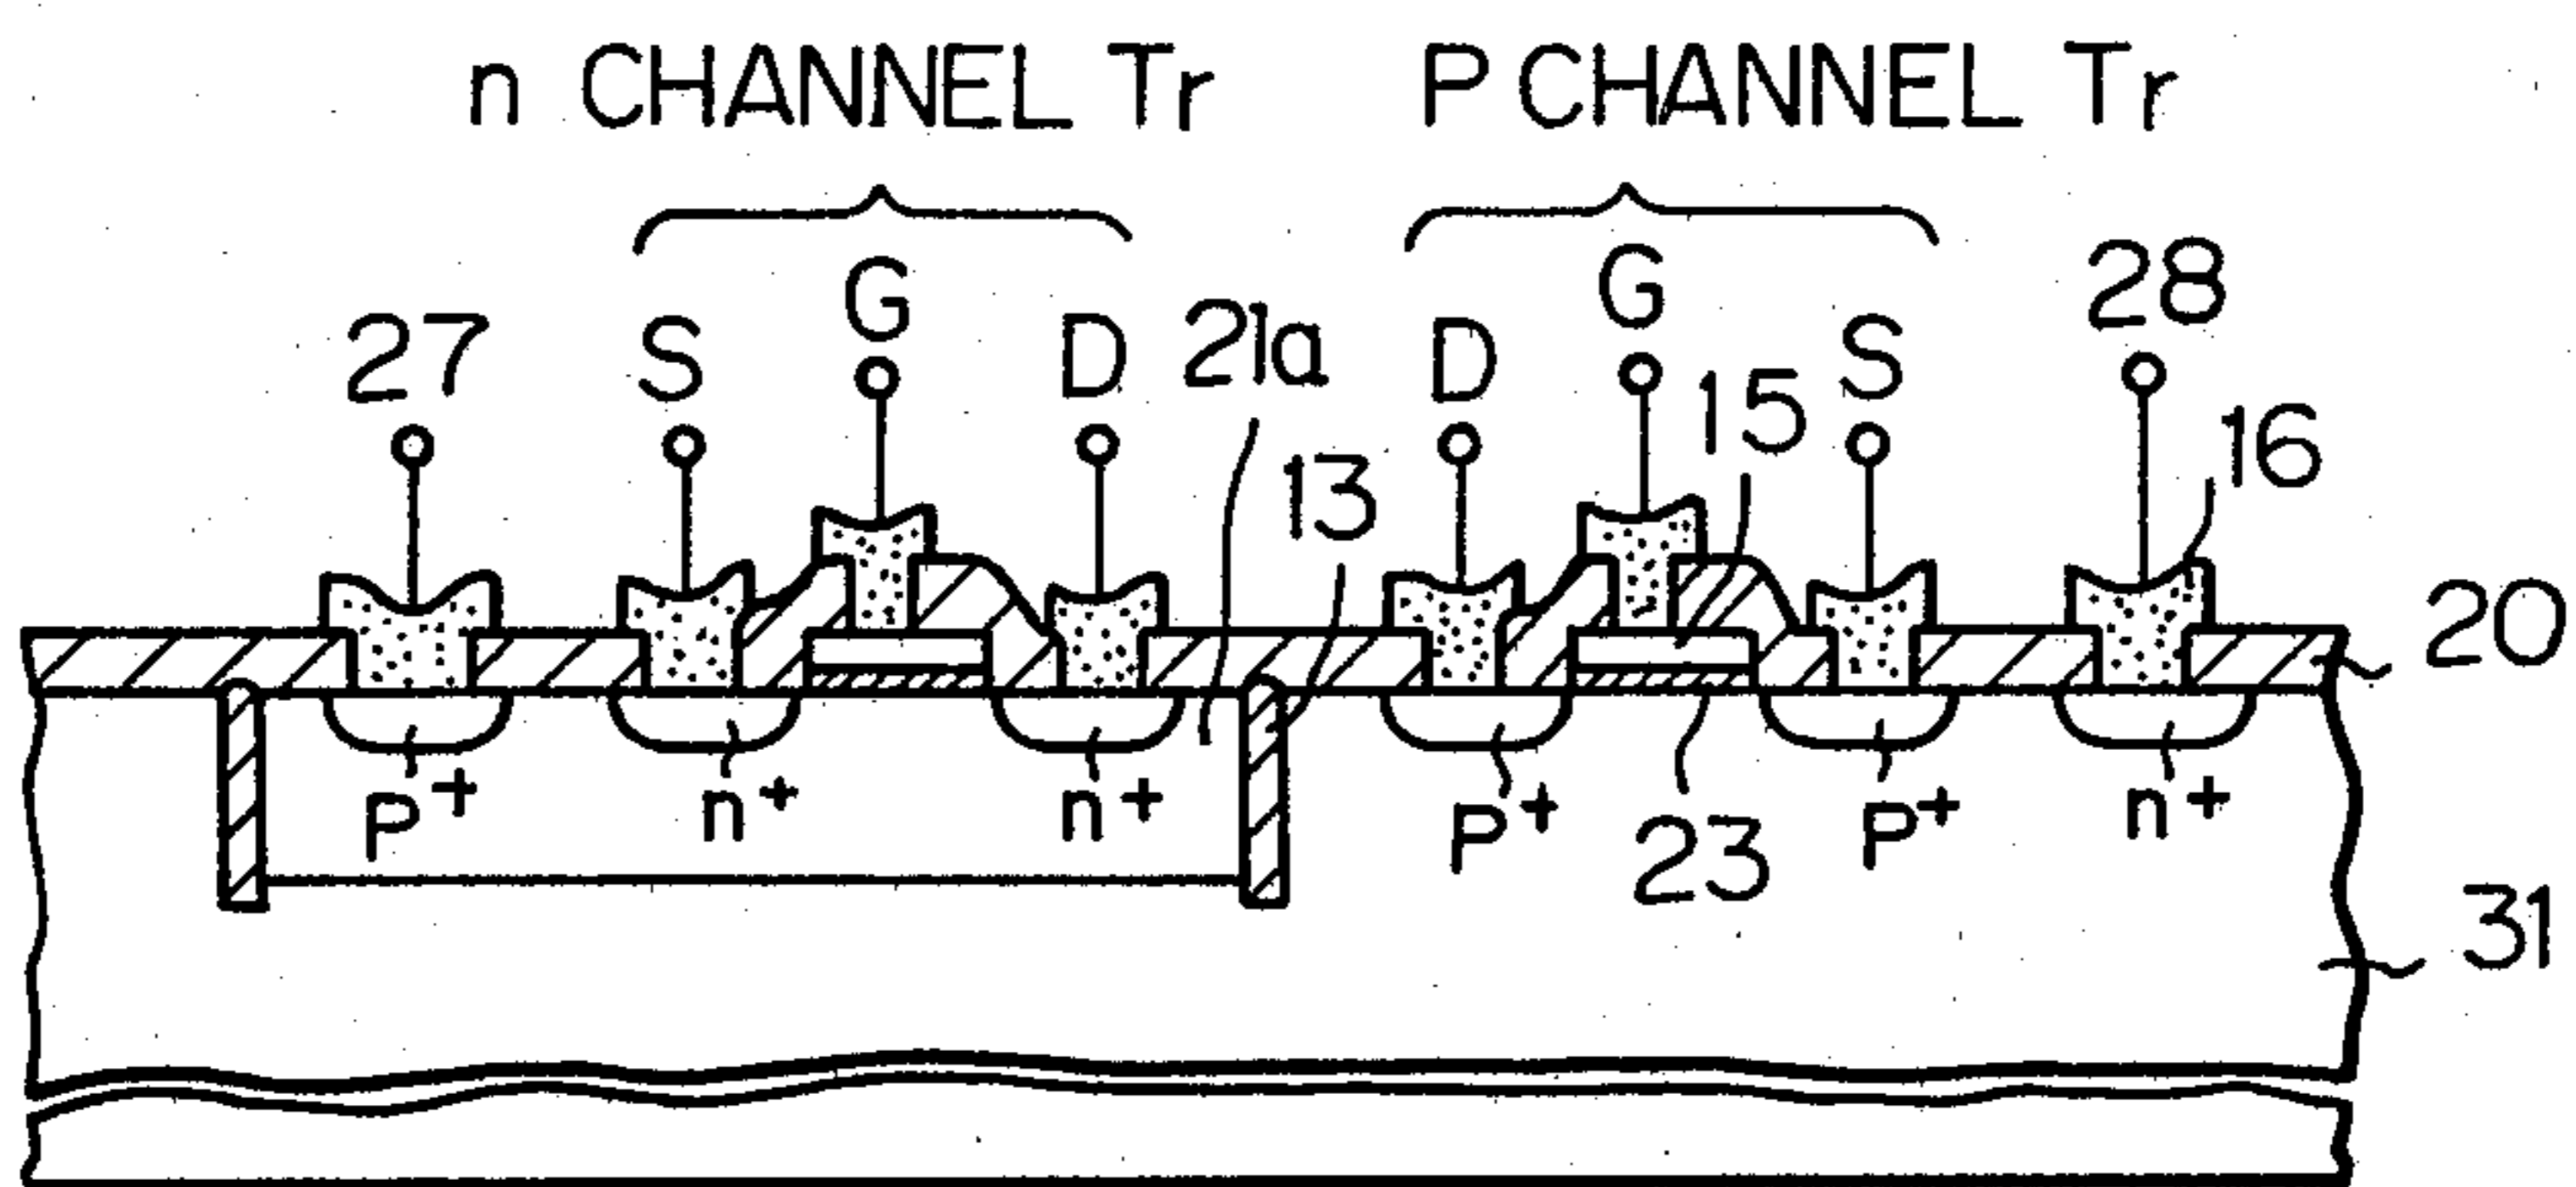 n CHANNEL Tr P CHANNEL Tr
G G 28
27 S D 21a D 15 S
13 16
20
P+ n+ n+ P+ 23 P+ n+
31